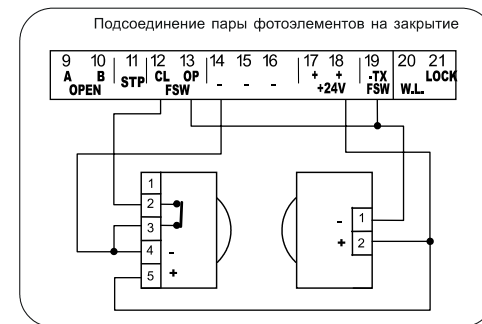 Подсоединение пары фотоэлементов на закрытие
9 10 11 12 13 14 15 16 17 18 19 20 21
A B STP CL OP - - - + + -TX LOCK
OPEN FSW +24V FSW W.L.
1
2
3
4 -
5 +
- 1
+ 2